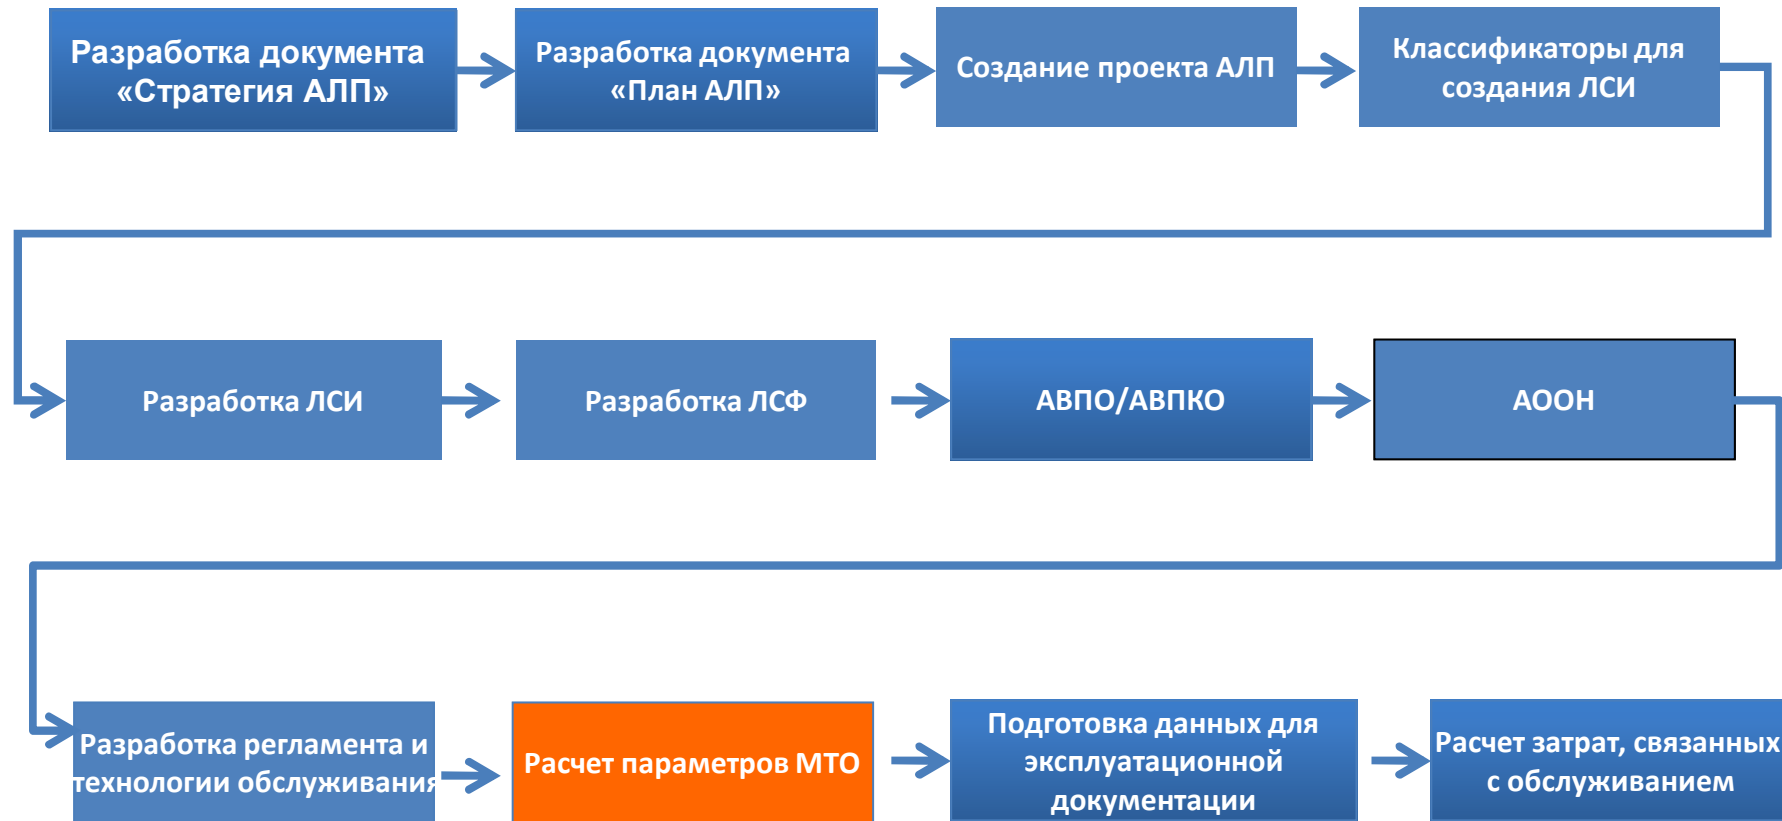 Разработка документа
«Стратегия АЛП»
Разработка документа
«План АЛП»
Создание проекта АЛП
Классификаторы для
создания ЛСИ
Разработка ЛСИ
Разработка ЛСФ
АВПО/АВПКО
АООН
Разработка регламента и
технологии обслуживания
Расчет параметров МТО
Подготовка данных для
эксплуатационной
документации
Расчет затрат, связанных
с обслуживанием